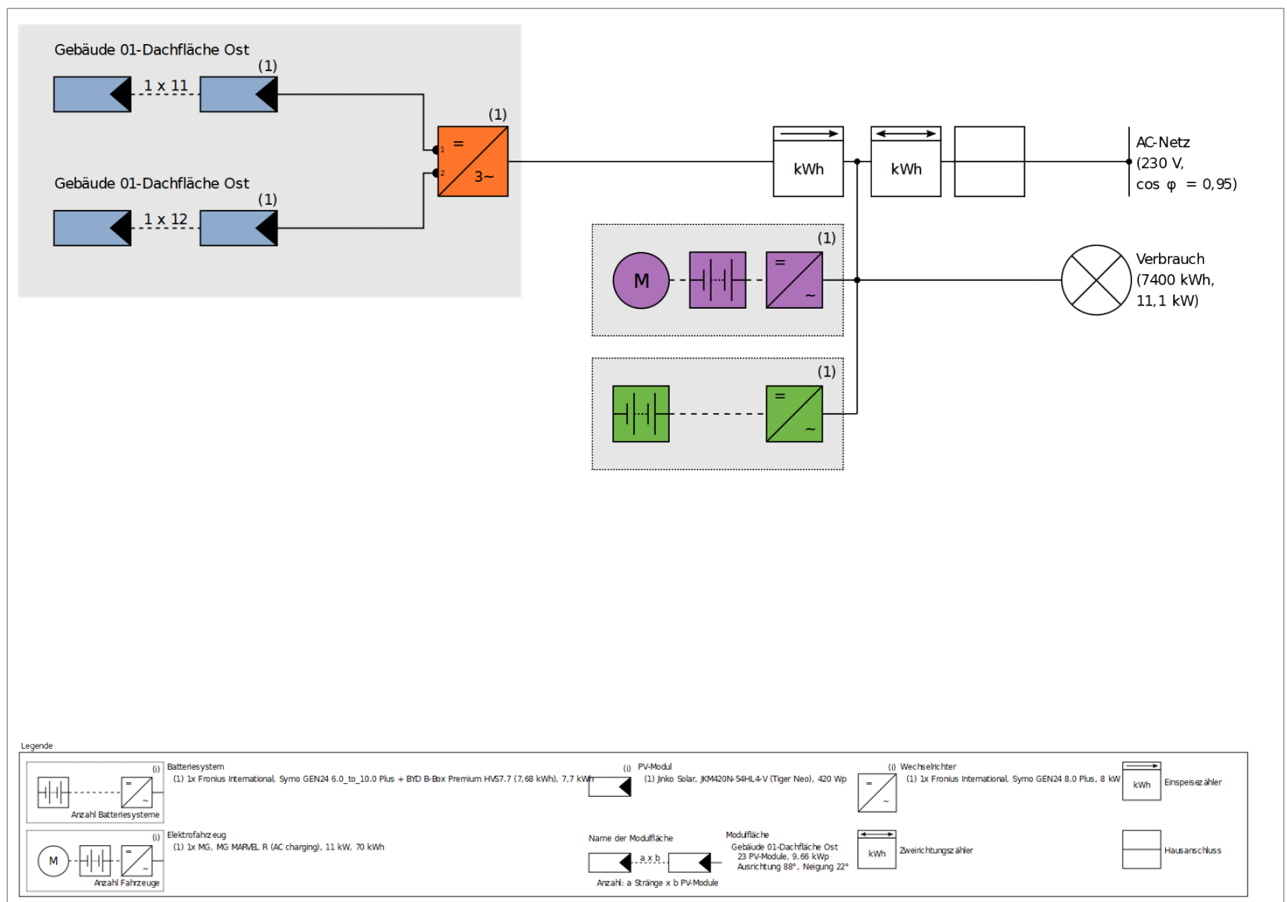 Gebäude 01-Dachfläche Ost
(1)
1 x 11
(1)
1
=
2
3~
Gebäude 01-Dachfläche Ost
(1)
1 x 12
kWh
kWh
AC-Netz
(230 V,
cos φ = 0,95)
(1)
M
=
~
Verbrauch
(7400 kWh,
11,1 kW)
(1)
=
~
Legende
(i)
=
~
Anzahl Batteriesysteme
Batteriesystem
(1) 1x Fronius International, Symo GEN24 6.0_to_10.0 Plus + BYD B-Box Premium HVS7.7 (7,68 kWh), 7,7 kWh
(i)
M
=
~
Anzahl Fahrzeuge
Elektrofahrzeug
(1) 1x MG, MG MARVEL R (AC charging), 11 kW, 70 kWh
(i)
PV-Modul
(1) Jinko Solar, JKM420N-54HL4-V (Tiger Neo), 420 Wp
Name der Modulfläche
a x b
Anzahl: a Stränge x b PV-Module
Modulfläche
Gebäude 01-Dachfläche Ost
23 PV-Module, 9,66 kWp
Ausrichtung 88°, Neigung 22°
(i)
=
~
Wechselrichter
(1) 1x Fronius International, Symo GEN24 8.0 Plus, 8 kW
kWh
Zweirichtungszähler
kWh
Einspeisezähler
Hausanschluss